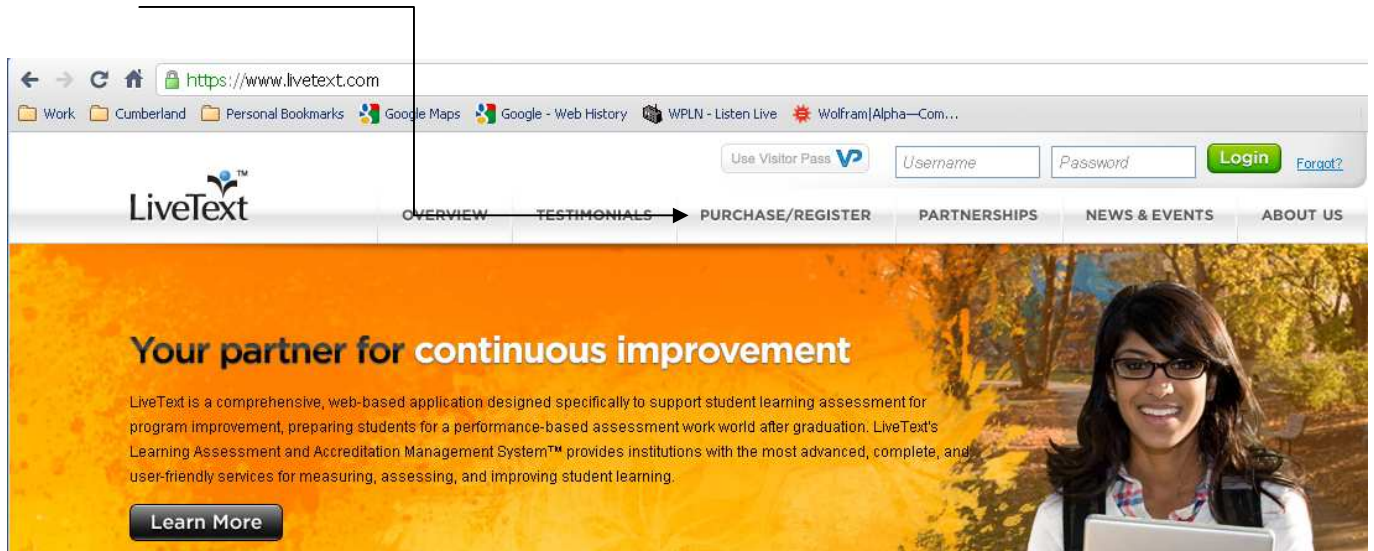 https://www.livetext.com
Work Cumberland Personal Bookmarks Google Maps Google - Web History WPLN - Listen Live Wolfram|Alpha—Com...
Use Visitor Pass VP Username Password Login Forgot?
LiveText™
OVERVIEW TESTIMONIALS PURCHASE/REGISTER PARTNERSHIPS NEWS & EVENTS ABOUT US
Your partner for continuous improvement
LiveText is a comprehensive, web-based application designed specifically to support student learning assessment for
program improvement, preparing students for a performance-based assessment work world after graduation. LiveText's
Learning Assessment and Accreditation Management System™ provides institutions with the most advanced, complete, and
user-friendly services for measuring, assessing, and improving student learning.
Learn More